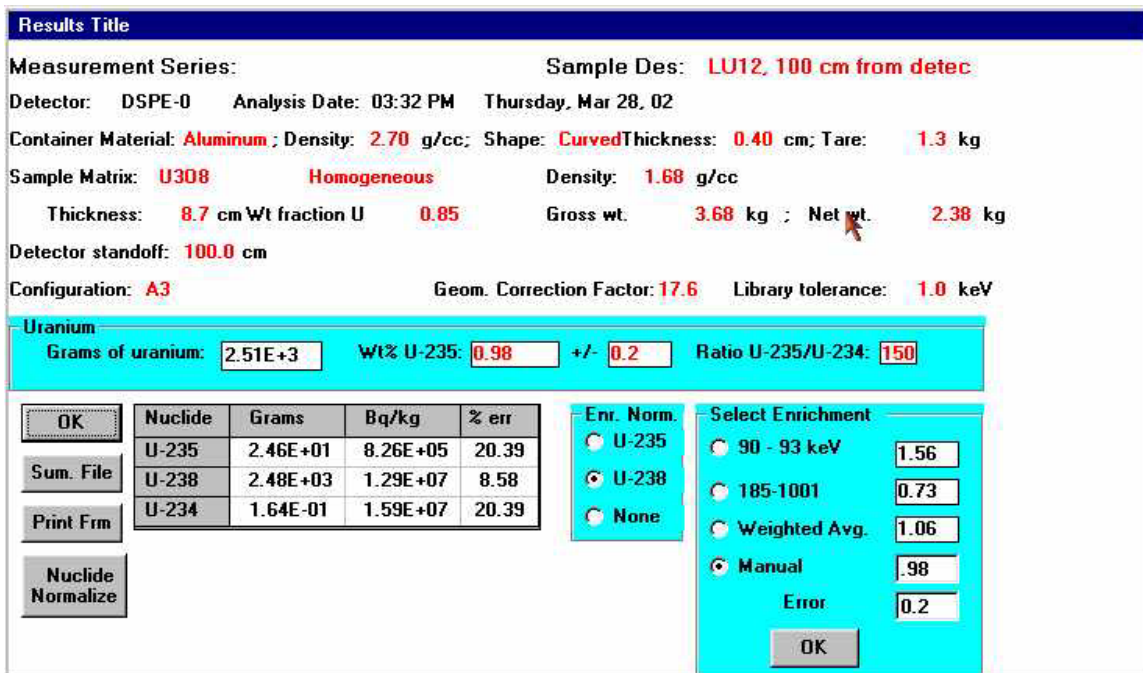 Results Title
Measurement Series: Sample Des: LU12, 100 cm from detec
Detector: DSPE-0 Analysis Date: 03:32 PM Thursday, Mar 28, 02
Container Material: Aluminum ; Density: 2.70 g/cc; Shape: CurvedThickness: 0.40 cm; Tare: 1.3 kg
Sample Matrix: U3O8 Homogeneous Density: 1.68 g/cc
Thickness: 8.7 cm Wt fraction U 0.85 Gross wt. 3.68 kg ; Net wt. 2.38 kg
Detector standoff: 100.0 cm
Configuration: A3 Geom. Correction Factor: 17.6 Library tolerance: 1.0 keV
Uranium
Grams of uranium: 2.51E+3 Wt% U-235: 0.98 +/- 0.2 Ratio U-235/U-234: 150
OK
Sum. File
Print Frm
Nuclide
Normalize
Nuclide Grams Bq/kg % err
U-235 2.46E+01 8.26E+05 20.39
U-238 2.48E+03 1.29E+07 8.58
U-234 1.64E-01 1.59E+07 20.39
Enr. Norm.
U-235
U-238
None
Select Enrichment
90 - 93 keV 1.56
185-1001 0.73
Weighted Avg. 1.06
Manual .98
Error 0.2
OK